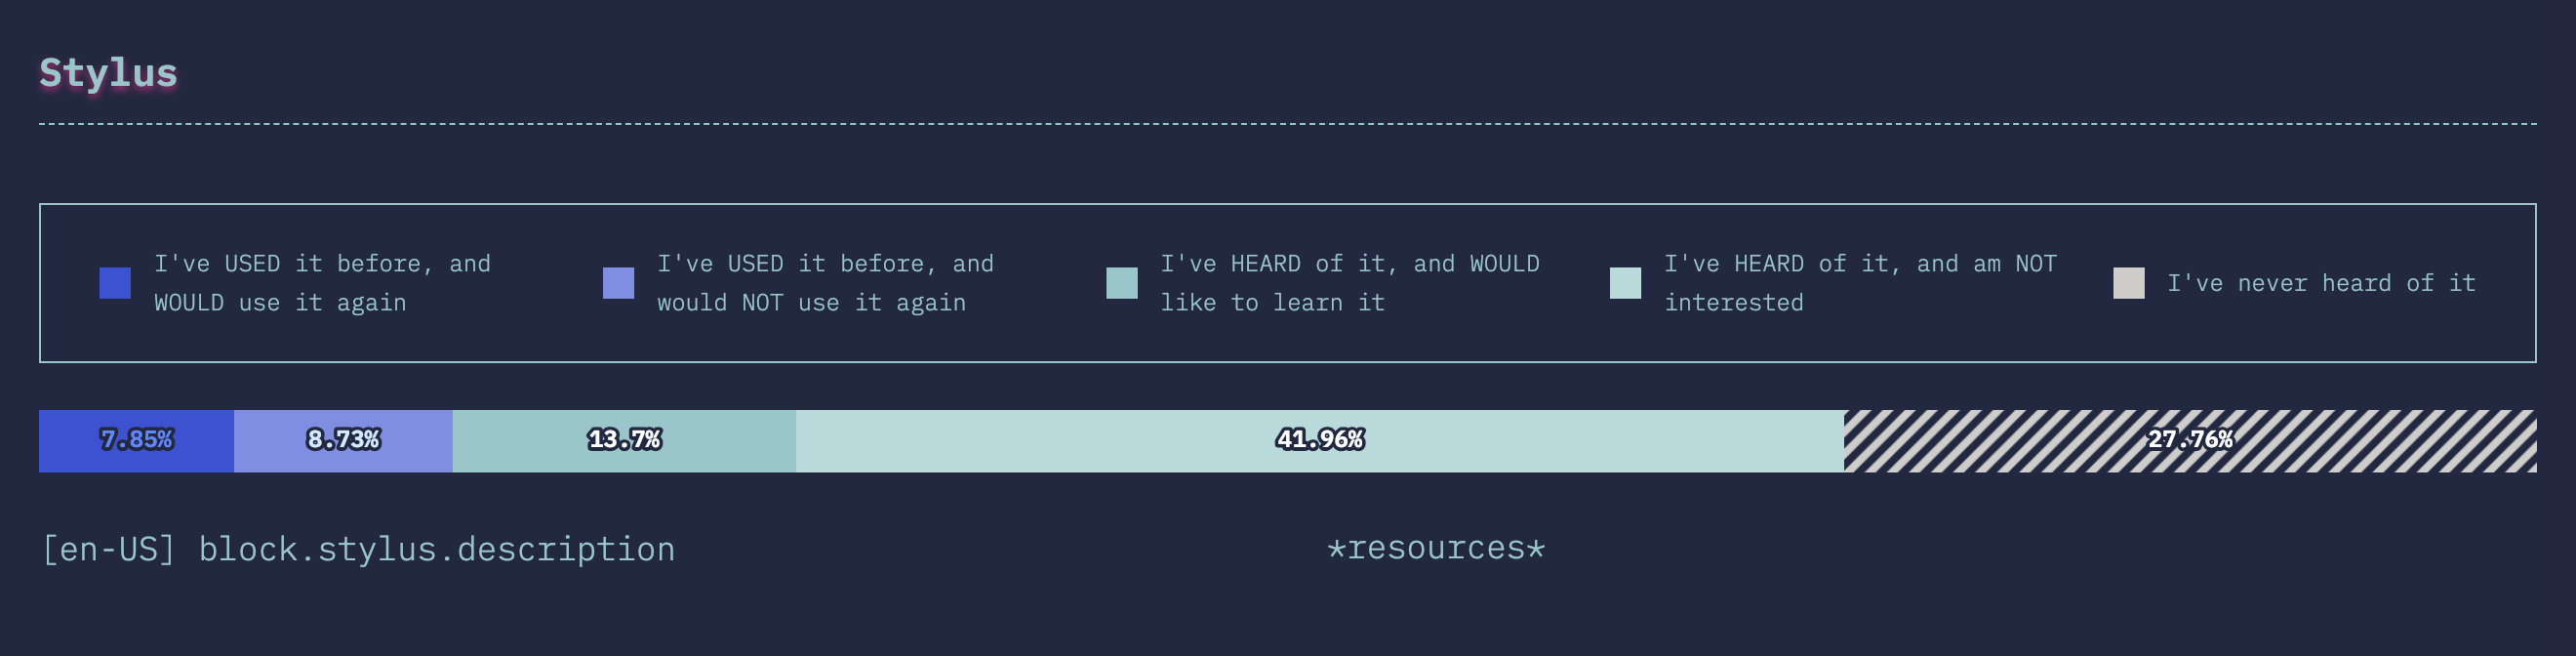 Stylus
I've USED it before, and
WOULD use it again
I've USED it before, and
would NOT use it again
I've HEARD of it, and WOULD
like to learn it
I've HEARD of it, and am NOT
interested
I've never heard of it
7.85%
8.73%
13.7%
41.96%
27.76%
[en-US] block.stylus.description
*resources*